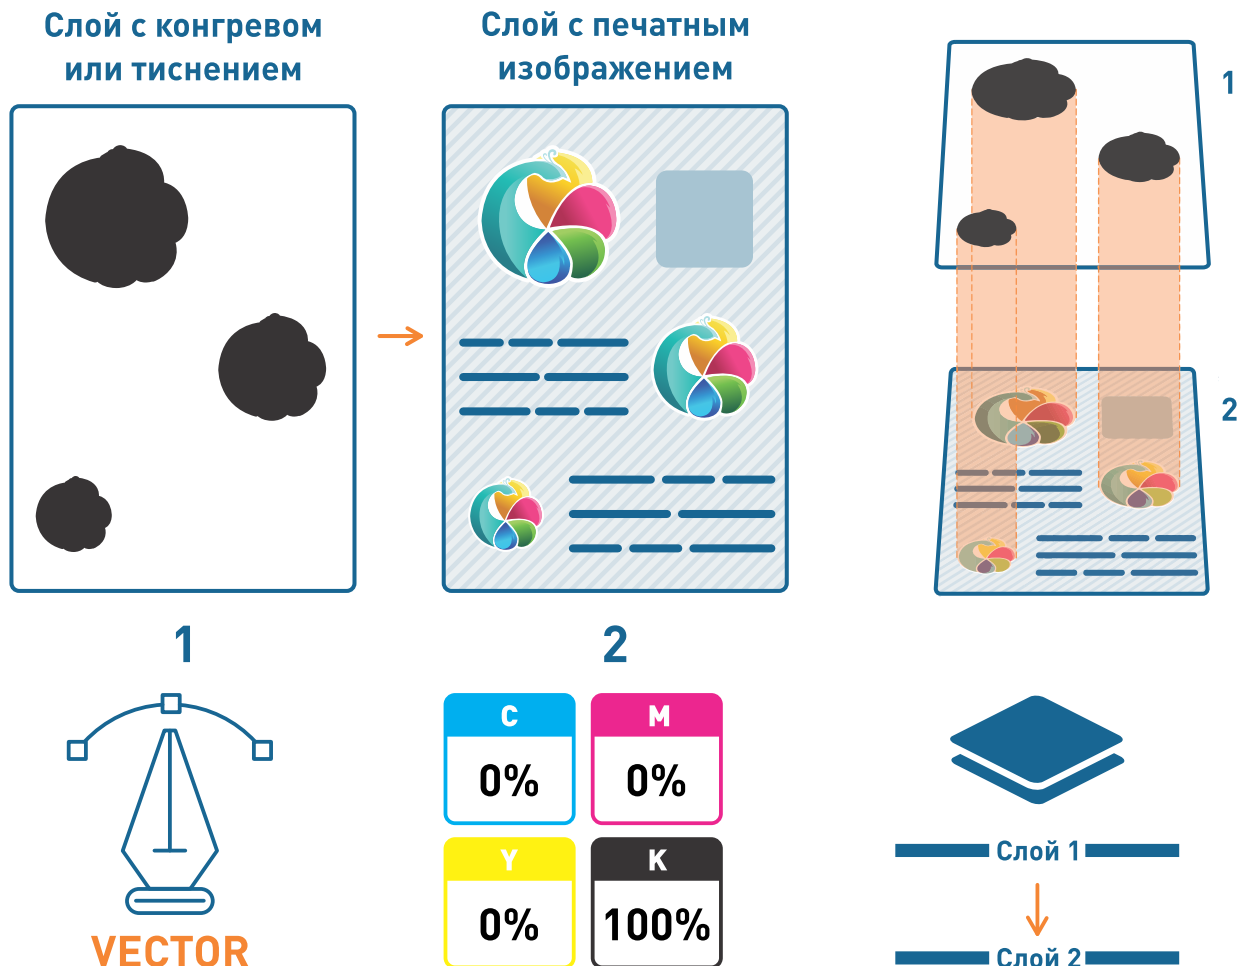 Слой с конгревом
или тиснением
Слой с печатным
изображением
1
2
1
2
C
0%
M
0%
Y
0%
K
100%
VECTOR
Слой 1
Слой 2